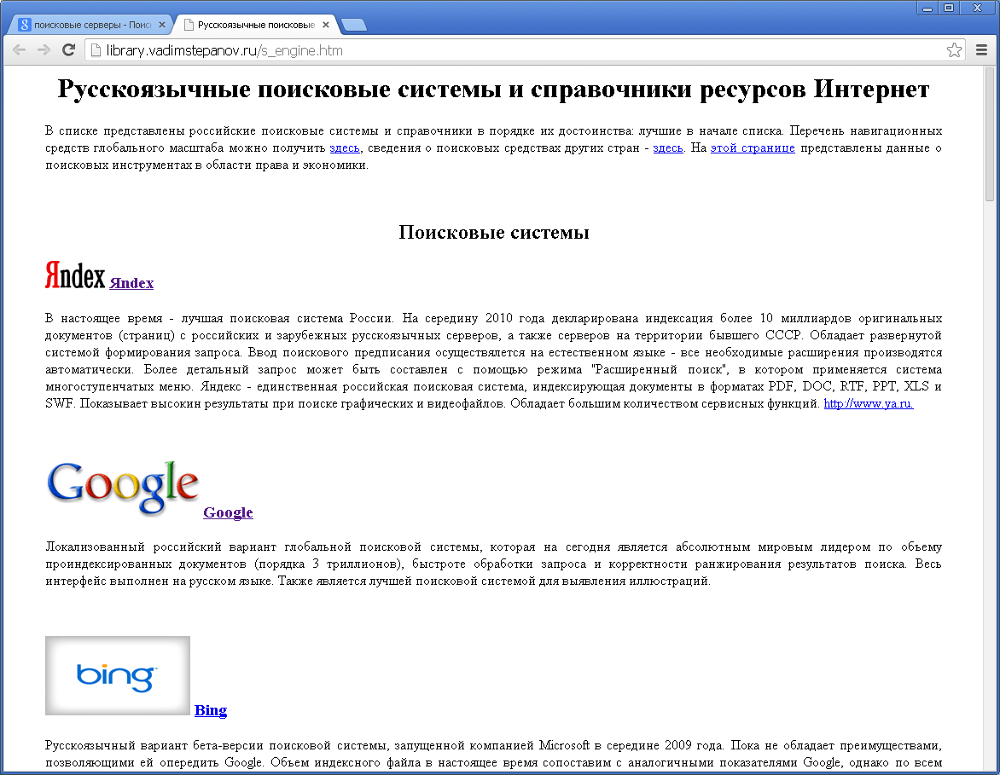 поисковые серверы - Поис
Русскоязычные поисковые
library.vadimstepanov.ru/s_engine.htm
Русскоязычные поисковые системы и справочники ресурсов Интернет
В списке представлены российские поисковые системы и справочники в порядке их достоинства: лучшие в начале списка. Перечень навигационных
средств глобального масштаба можно получить здесь, сведения о поисковых средствах других стран - здесь. На этой странице представлены данные о
поисковых инструментах в области права и экономики.
Поисковые системы
Яndex Яndex
В настоящее время - лучшая поисковая система России. На середину 2010 года декларирована индексация более 10 миллиардов оригинальных
документов (страниц) с российских и зарубежных русскоязычных серверов, а также серверов на территории бывшего СССР. Обладает развернутой
системой формирования запроса. Ввод поискового предписания осуществялется на естественном языке - все необходимые расширения производятся
автоматически. Более детальный запрос может быть составлен с помощью режима "Расширенный поиск", в котором применяется система
многоступенчатых меню. Яндекс - единственная российская поисковая система, индексирующая документы в форматах PDF, DOC, RTF, PPT, XLS и
SWF. Показывает высокин результаты при поиске графических и видеофайлов. Обладает большим количеством сервисных функций. http://www.ya.ru.
Google Google
Локализованный российский вариант глобальной поисковой системы, которая на сегодня является абсолютным мировым лидером по объему
проиндексированных документов (порядка 3 триллионов), быстроте обработки запроса и корректности ранжирования результатов поиска. Весь
интерфейс выполнен на русском языке. Также является лучшей поисковой системой для выявления иллюстраций.
bing Bing
Русскоязычный вариант бета-версии поисковой системы, запущенной компанией Microsoft в середине 2009 года. Пока не обладает преимуществами,
позволяющими ей опередить Google. Объем индексного файла в настоящее время сопоставим с аналогичными показателями Google, однако по всем